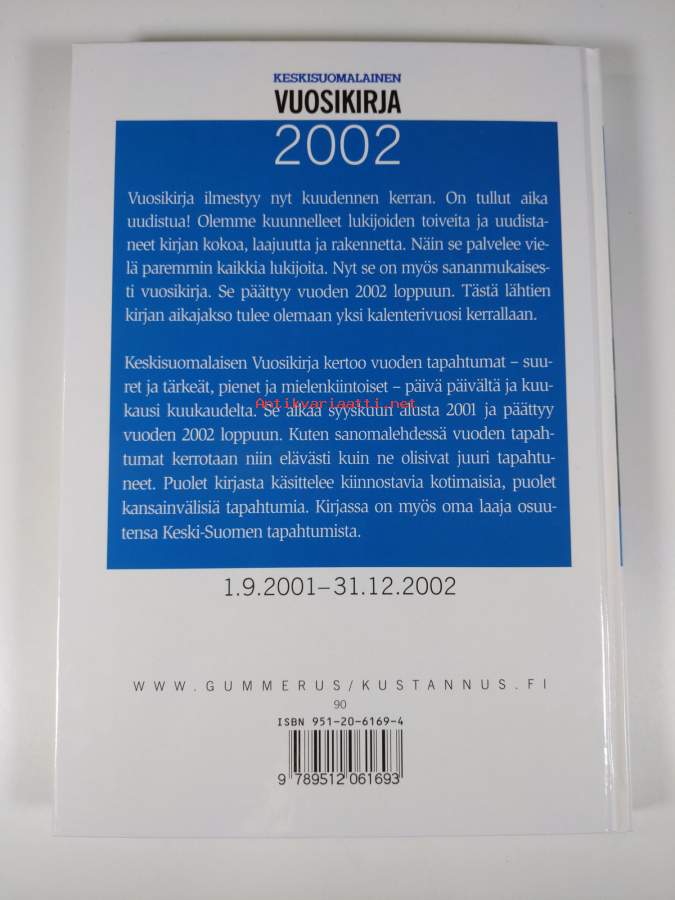 KESKISUOMALAINEN
VUOSIKIRJA
2002
Vuosikirja ilmestyy nyt kuudennen kerran. On tullut aika
uudistua! Olemme kuunnelleet lukijoiden toiveita ja uudista-
neet kirjan kokoa, laajuutta ja rakennetta. Näin se palvelee vie-
lä paremmin kaikkia lukijoita. Nyt se on myös sananmukaises-
ti vuosikirja. Se päättyy vuoden 2002 loppuun. Tästä lähtien
kirjan aikajakso tulee olemaan yksi kalenterivuosi kerrallaan.
Keskisuomalaisen Vuosikirja kertoo vuoden tapahtumat – suu-
ret ja tärkeät, pienet ja mielenkiintoiset – päivä päivältä ja kuu-
kausi kuukaudelta. Se alkaa syyskuun alusta 2001 ja päättyy
Antikvariaatti.net
vuoden 2002 loppuun. Kuten sanomalehdessä vuoden tapah-
tumat kerrotaan niin elävästi kuin ne olisivat juuri tapahtu-
neet. Puolet kirjasta käsittelee kiinnostavia kotimaisia, puolet
kansainvälisiä tapahtumia. Kirjassa on myös oma laaja osuu-
tensa Keski-Suomen tapahtumista.
1.9.2001–31.12.2002
WWW.GUMMERUS/KUSTANNUS.FI
90
ISBN 951-20-6169-4
9 789512 061693